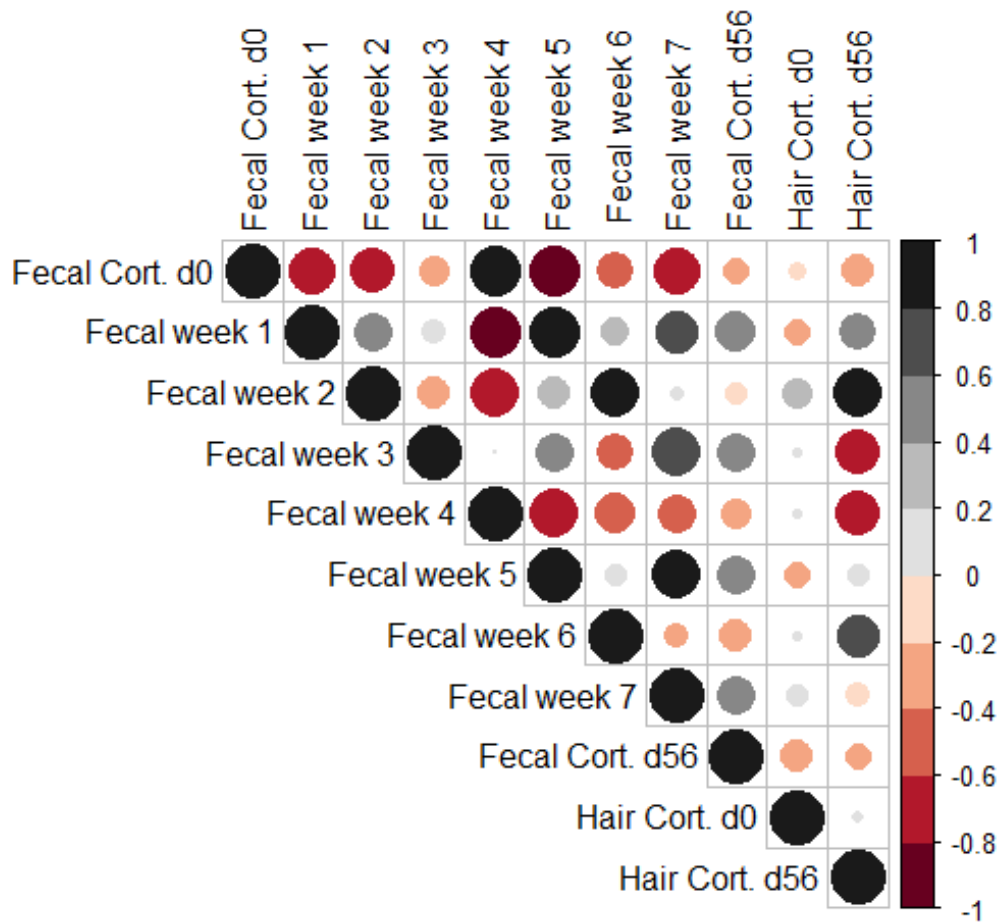 Fecal Cort. d0
Fecal week 1
Fecal week 2
Fecal week 3
Fecal week 4
Fecal week 5
Fecal week 6
Fecal week 7
Fecal Cort. d56
Hair Cort. d0
Hair Cort. d56
Fecal Cort. d0
Fecal week 1
Fecal week 2
Fecal week 3
Fecal week 4
Fecal week 5
Fecal week 6
Fecal week 7
Fecal Cort. d56
Hair Cort. d0
Hair Cort. d56
1
0.8
0.6
0.4
0.2
0
-0.2
-0.4
-0.6
-0.8
-1